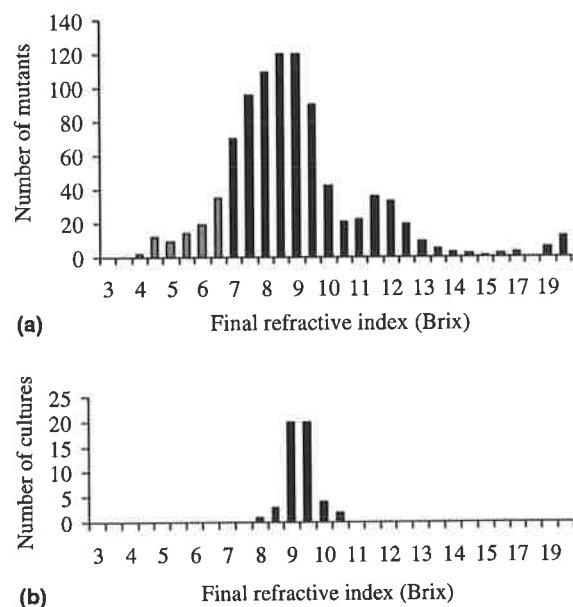 Number of mutants
140
120
100
80
60
40
20
0
3 4 5 6 7 8 9 10 11 12 13 14 15 17 19
(a)
Final refractive index (Brix)
Number of cultures
25
20
15
10
5
0
3 4 5 6 7 8 9 10 11 12 13 14 15 17 19
(b)
Final refractive index (Brix)